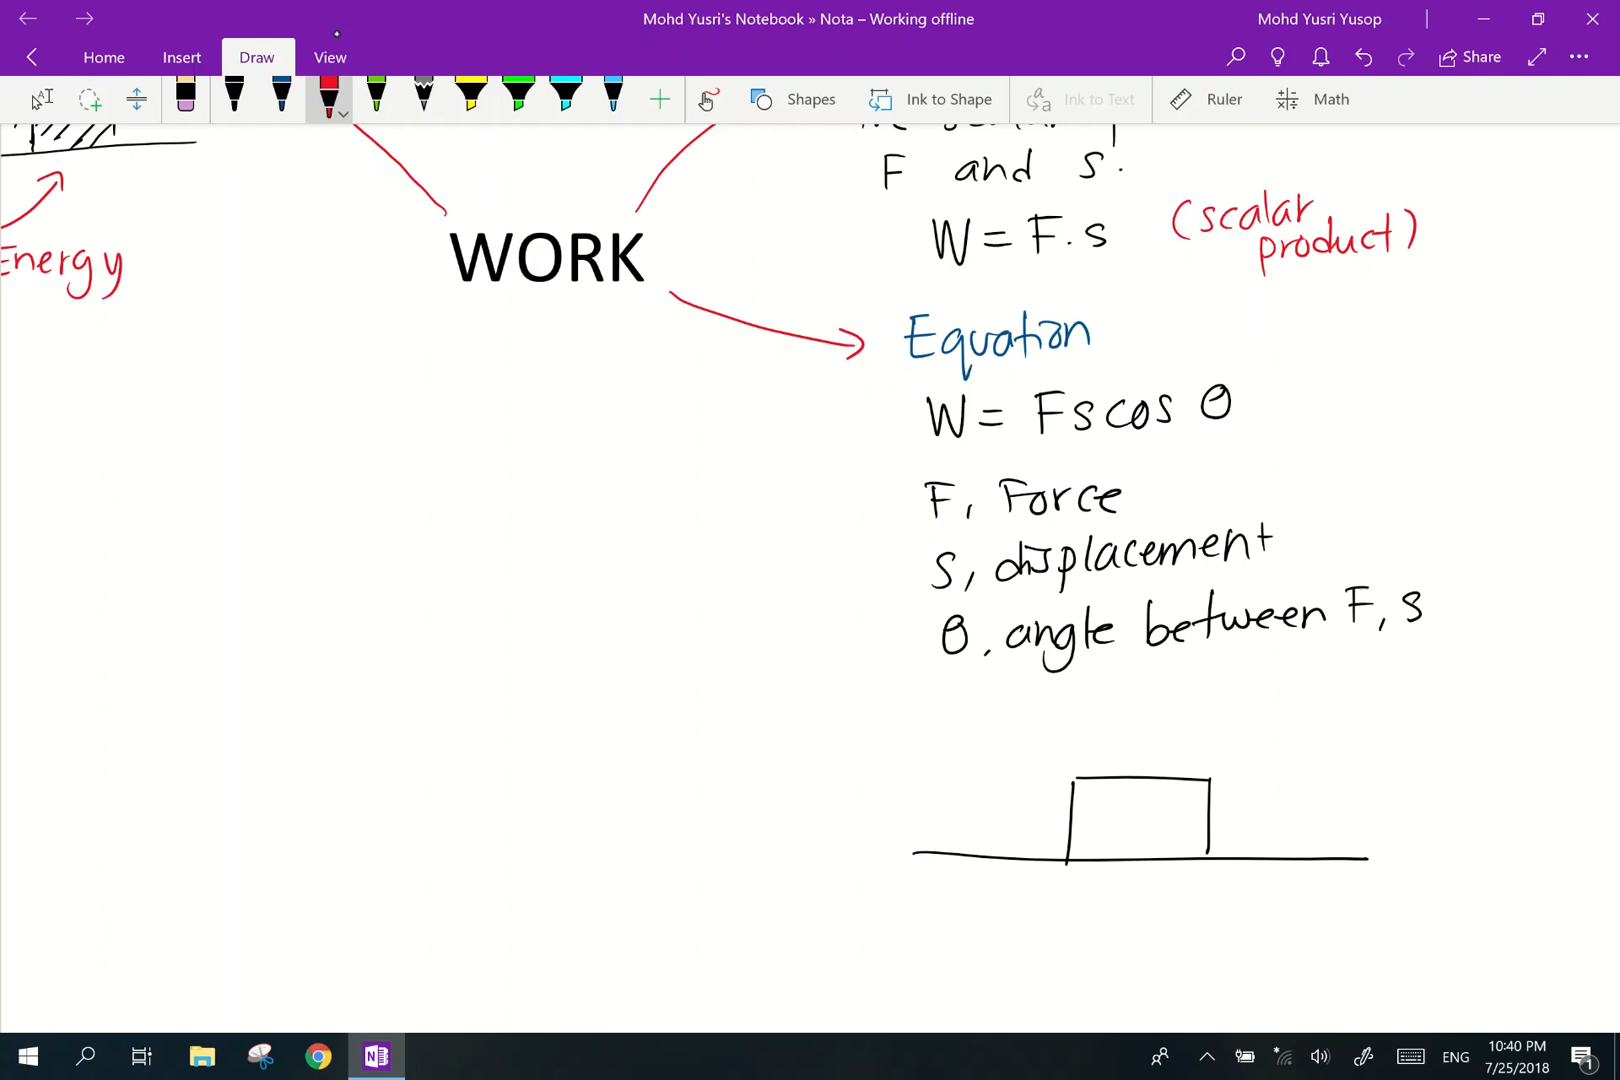 Mohd Yusri's Notebook » Nota – Working offline
Mohd Yusri Yusop
Home
Insert
Draw
View
Share
Shapes
Ink to Shape
Ink to Text
Ruler
Math
F and s.
W = F . s
(scalar
product)
Energy
WORK
Equation
W = F s cos θ
F, Force
s, displacement
θ, angle between F, s
ENG
10:40 PM
7/25/2018
1